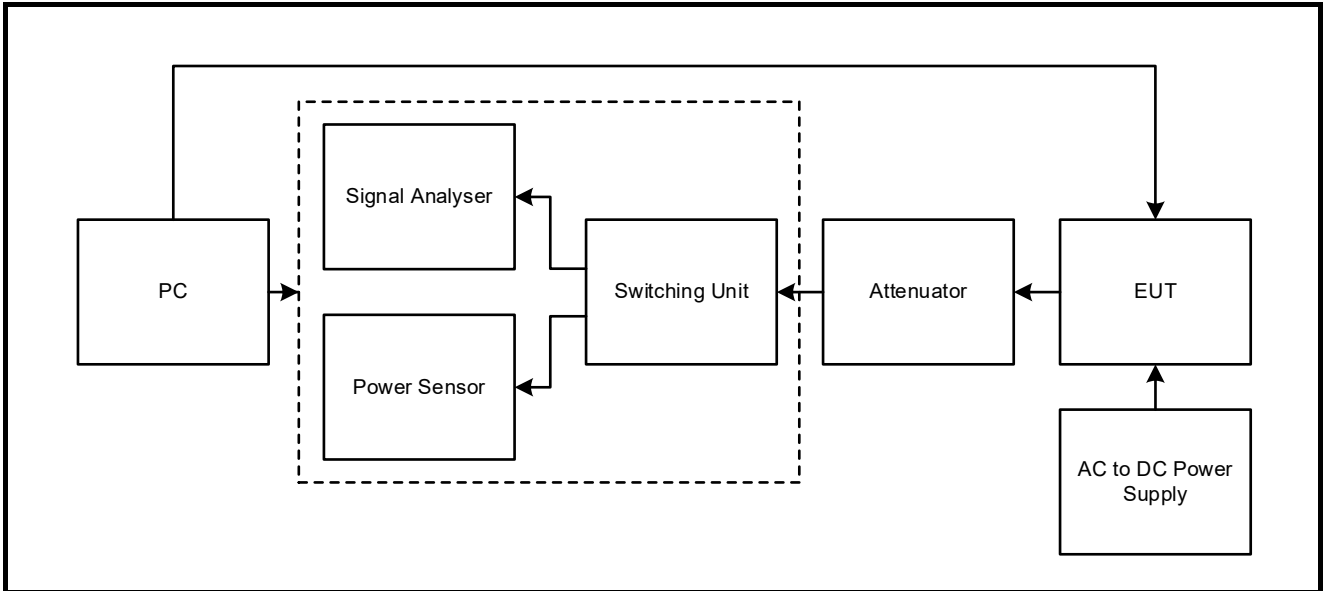 Signal Analyser
PC
Switching Unit
Attenuator
EUT
Power Sensor
AC to DC Power
Supply